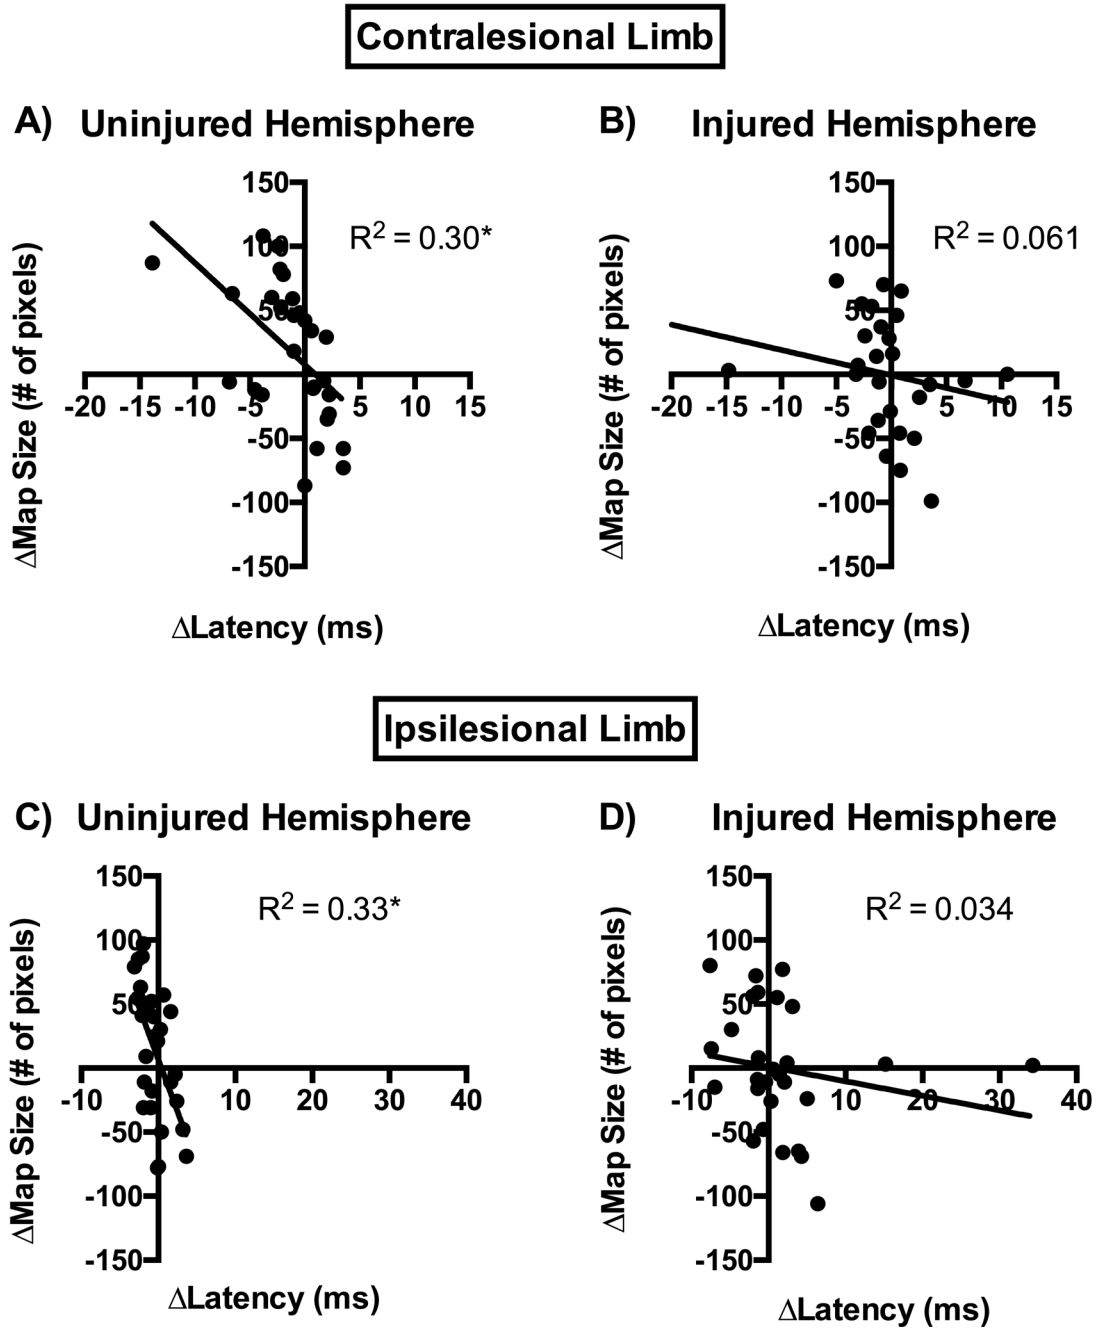 Contralesional Limb
A) Uninjured Hemisphere
B) Injured Hemisphere
ΔMap Size (# of pixels)
150
100
50
-50
-100
-150
-20 -15 -10 -5 5 10 15
R² = 0.30*
ΔLatency (ms)
ΔMap Size (# of pixels)
150
100
50
-50
-100
-150
-20 -15 -10 -5 5 10 15
R² = 0.061
ΔLatency (ms)
Ipsilesional Limb
C) Uninjured Hemisphere
D) Injured Hemisphere
ΔMap Size (# of pixels)
150
100
50
-50
-100
-150
-10 10 20 30 40
R² = 0.33*
ΔLatency (ms)
ΔMap Size (# of pixels)
150
100
50
-50
-100
-150
-10 10 20 30 40
R² = 0.034
ΔLatency (ms)